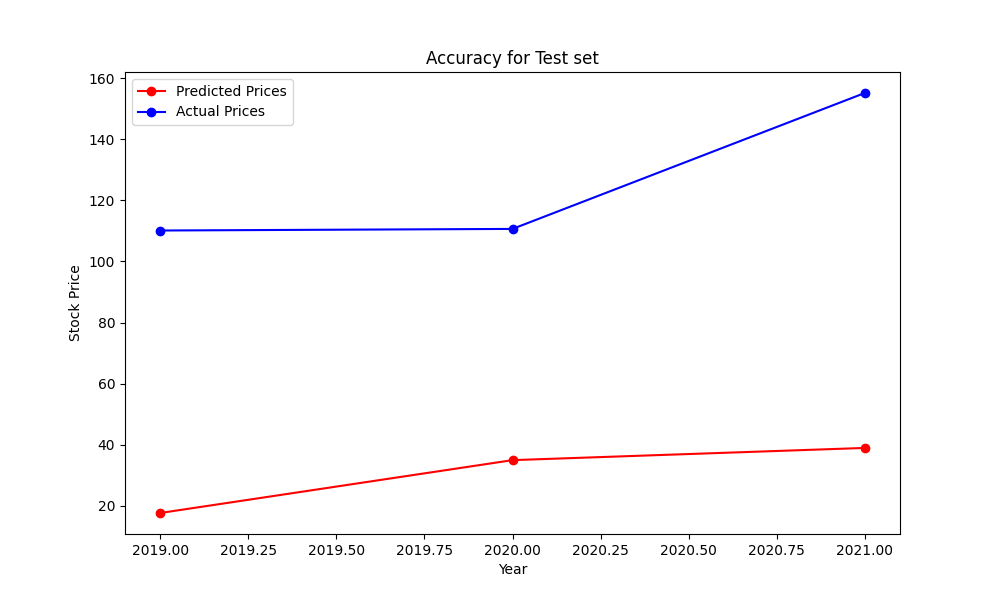 Accuracy for Test set
Predicted Prices
Actual Prices
160
140
120
100
80
60
40
20
Stock Price
2019.00 2019.25 2019.50 2019.75 2020.00 2020.25 2020.50 2020.75 2021.00
Year